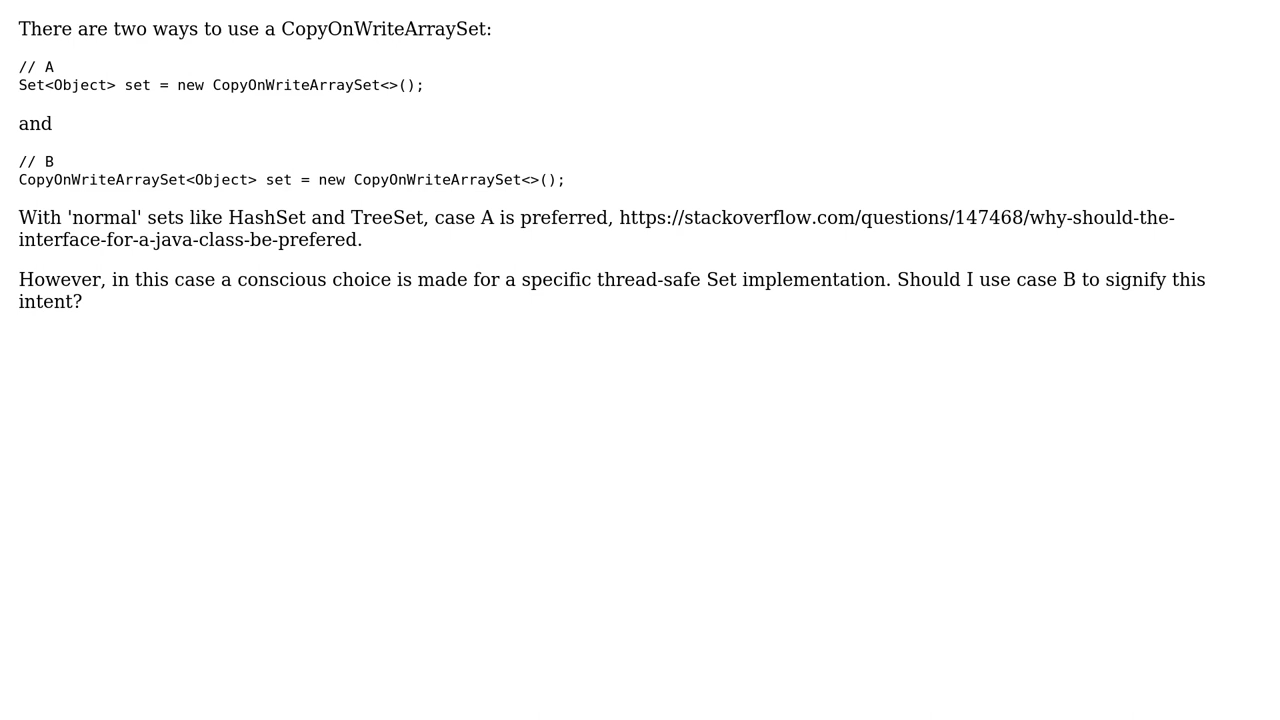 There are two ways to use a CopyOnWriteArraySet:
// A
Set<Object> set = new CopyOnWriteArraySet<>();
and
// B
CopyOnWriteArraySet<Object> set = new CopyOnWriteArraySet<>();
With 'normal' sets like HashSet and TreeSet, case A is preferred, https://stackoverflow.com/questions/147468/why-should-the-
interface-for-a-java-class-be-prefered.
However, in this case a conscious choice is made for a specific thread-safe Set implementation. Should I use case B to signify this
intent?